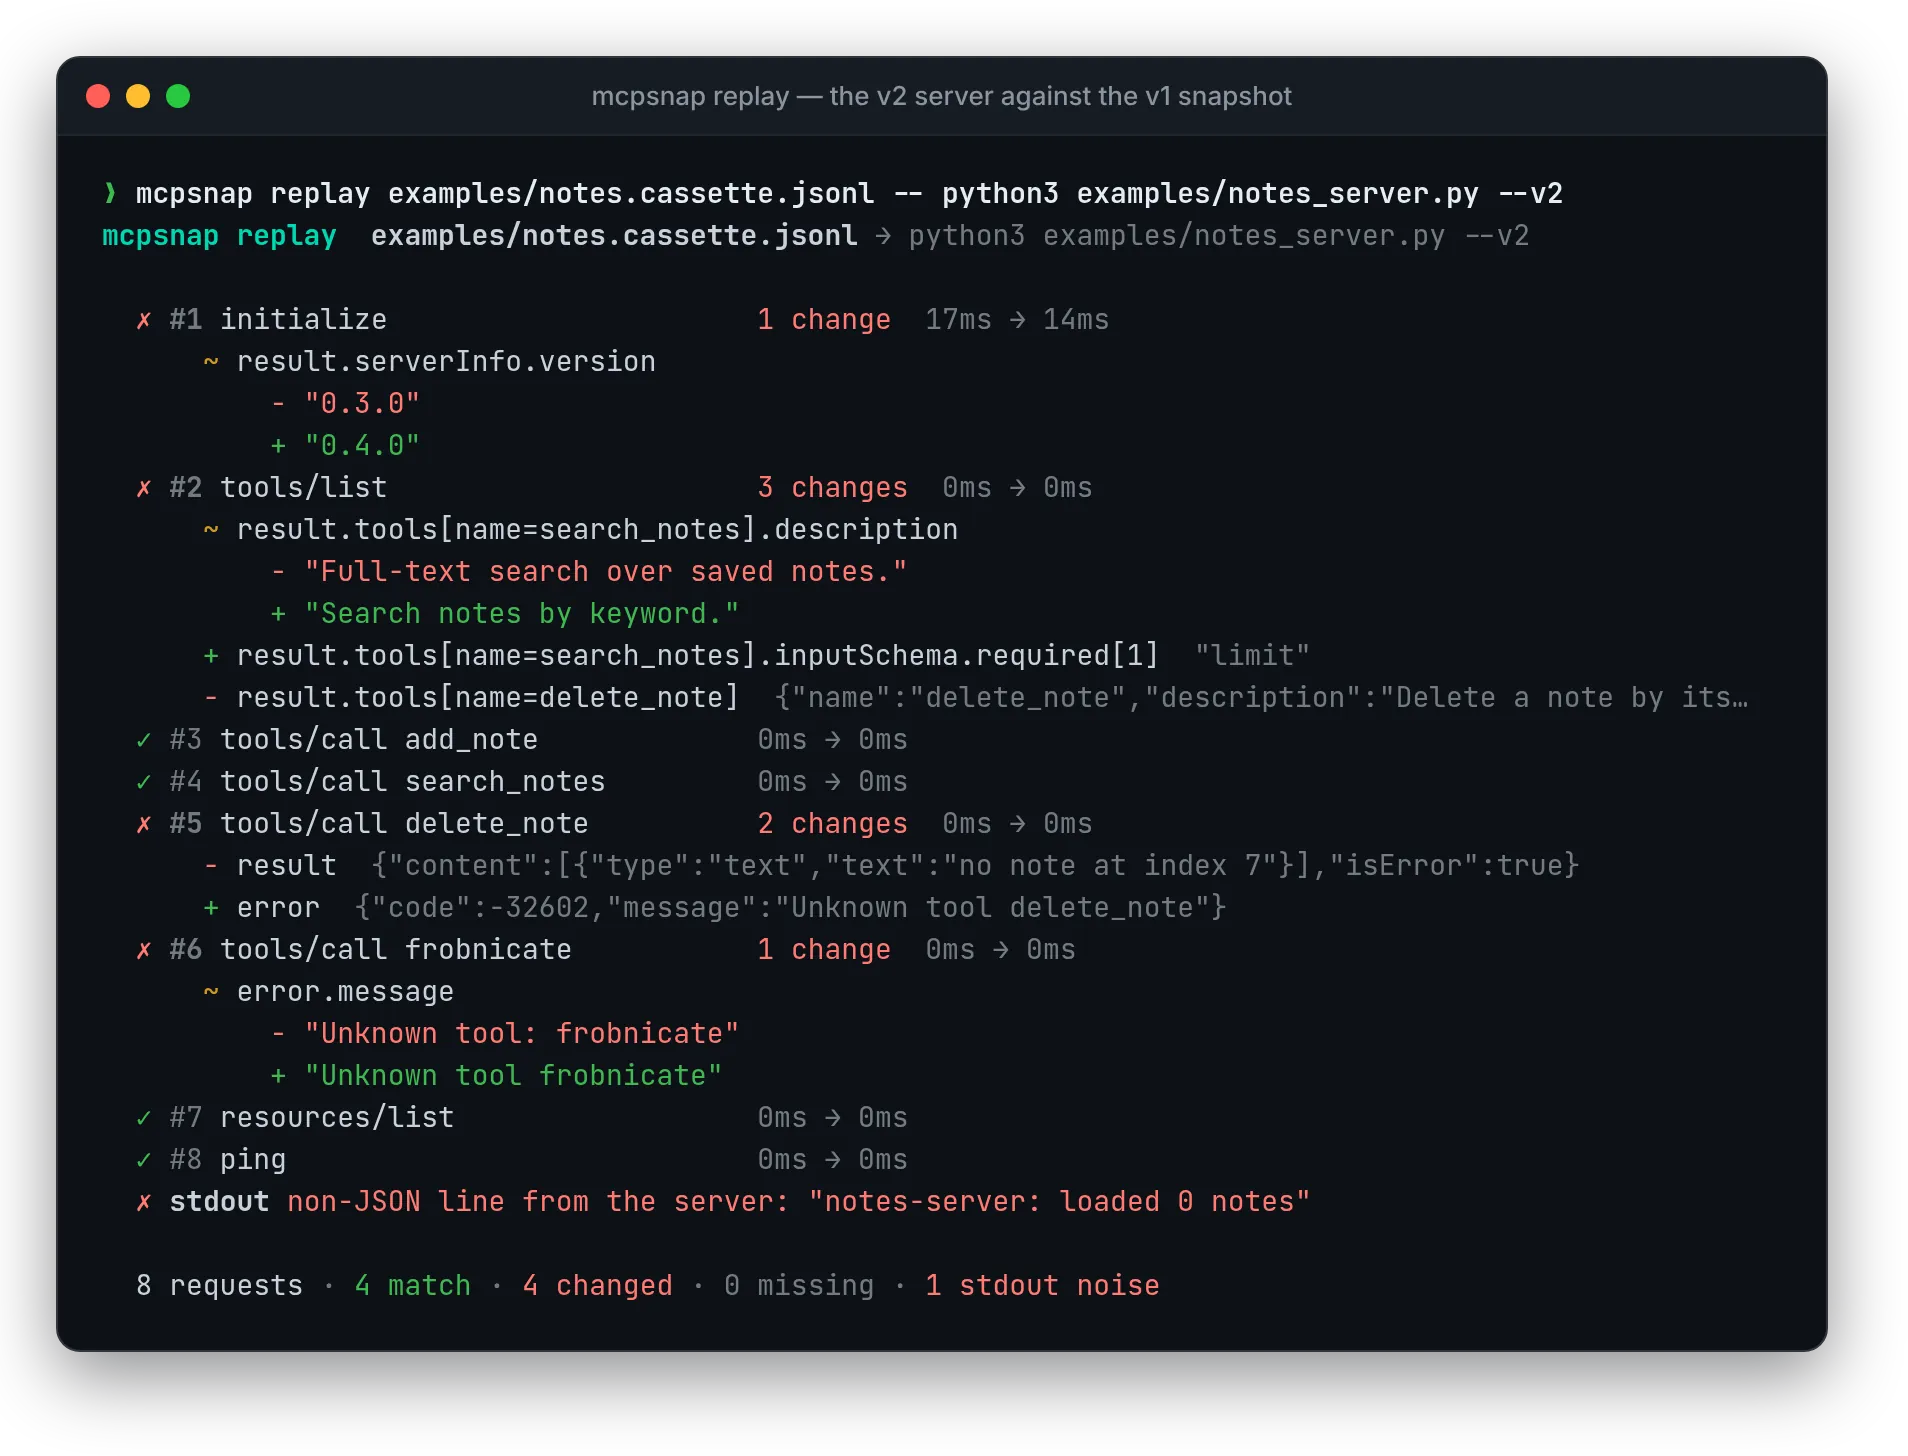 mcpsnap replay — the v2 server against the v1 snapshot
❯ mcpsnap replay examples/notes.cassette.jsonl -- python3 examples/notes_server.py --v2
mcpsnap replay  examples/notes.cassette.jsonl → python3 examples/notes_server.py --v2
✗ #1 initialize 1 change 17ms → 14ms
~ result.serverInfo.version
- "0.3.0"
+ "0.4.0"
✗ #2 tools/list 3 changes 0ms → 0ms
~ result.tools[name=search_notes].description
- "Full-text search over saved notes."
+ "Search notes by keyword."
+ result.tools[name=search_notes].inputSchema.required[1] "limit"
- result.tools[name=delete_note] {"name":"delete_note","description":"Delete a note by its…
✓ #3 tools/call add_note 0ms → 0ms
✓ #4 tools/call search_notes 0ms → 0ms
✗ #5 tools/call delete_note 2 changes 0ms → 0ms
- result {"content":[{"type":"text","text":"no note at index 7"}],"isError":true}
+ error {"code":-32602,"message":"Unknown tool delete_note"}
✗ #6 tools/call frobnicate 1 change 0ms → 0ms
~ error.message
- "Unknown tool: frobnicate"
+ "Unknown tool frobnicate"
✓ #7 resources/list 0ms → 0ms
✓ #8 ping 0ms → 0ms
✗ stdout non-JSON line from the server: "notes-server: loaded 0 notes"
8 requests · 4 match · 4 changed · 0 missing · 1 stdout noise